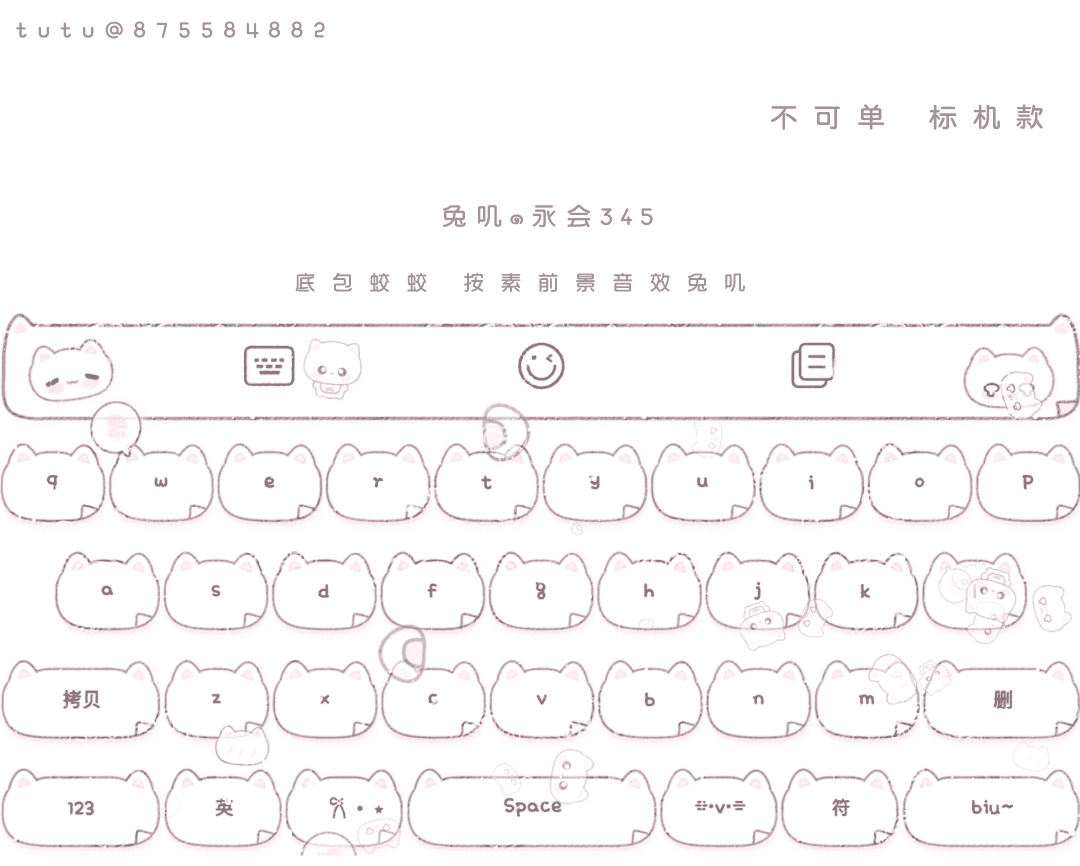 tutu@875584882
不可单 标机款
兔叽๑永会345
底包蛟蛟 按素前景音效兔叽
q w e r t y u i o p
a s d f g h j k
拷贝 z x c v b n m 删
123 英 Space 符 biu~